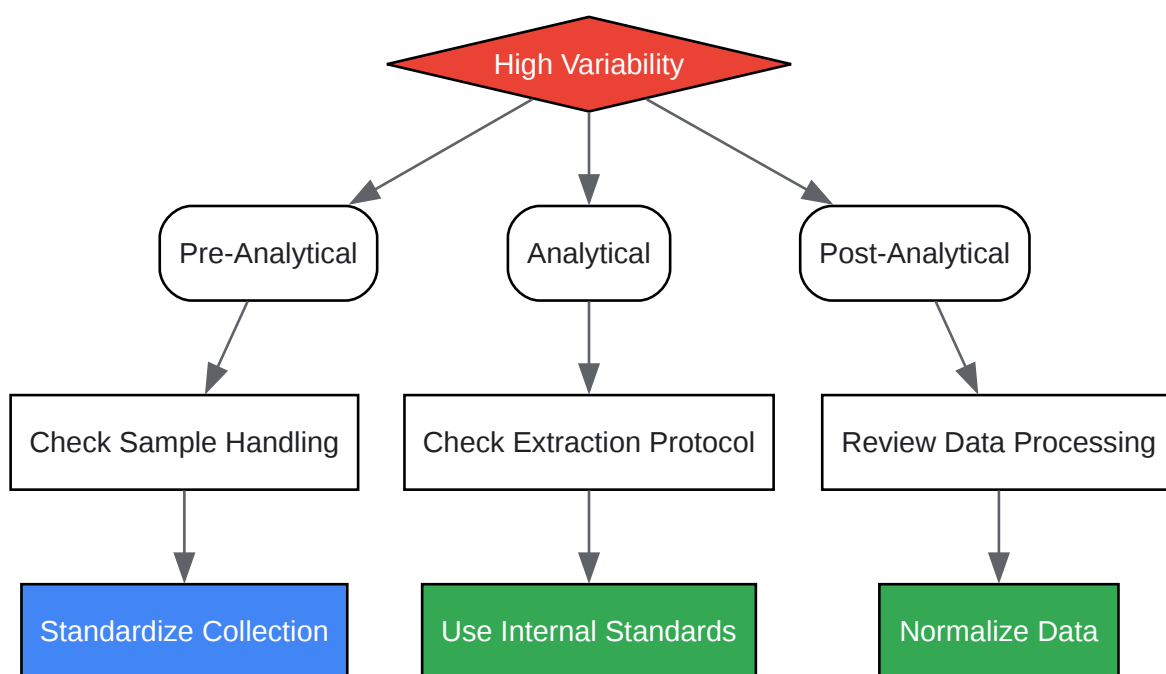 High Variability
Pre-Analytical
Analytical
Post-Analytical
Check Sample Handling
Check Extraction Protocol
Review Data Processing
Standardize Collection
Use Internal Standards
Normalize Data